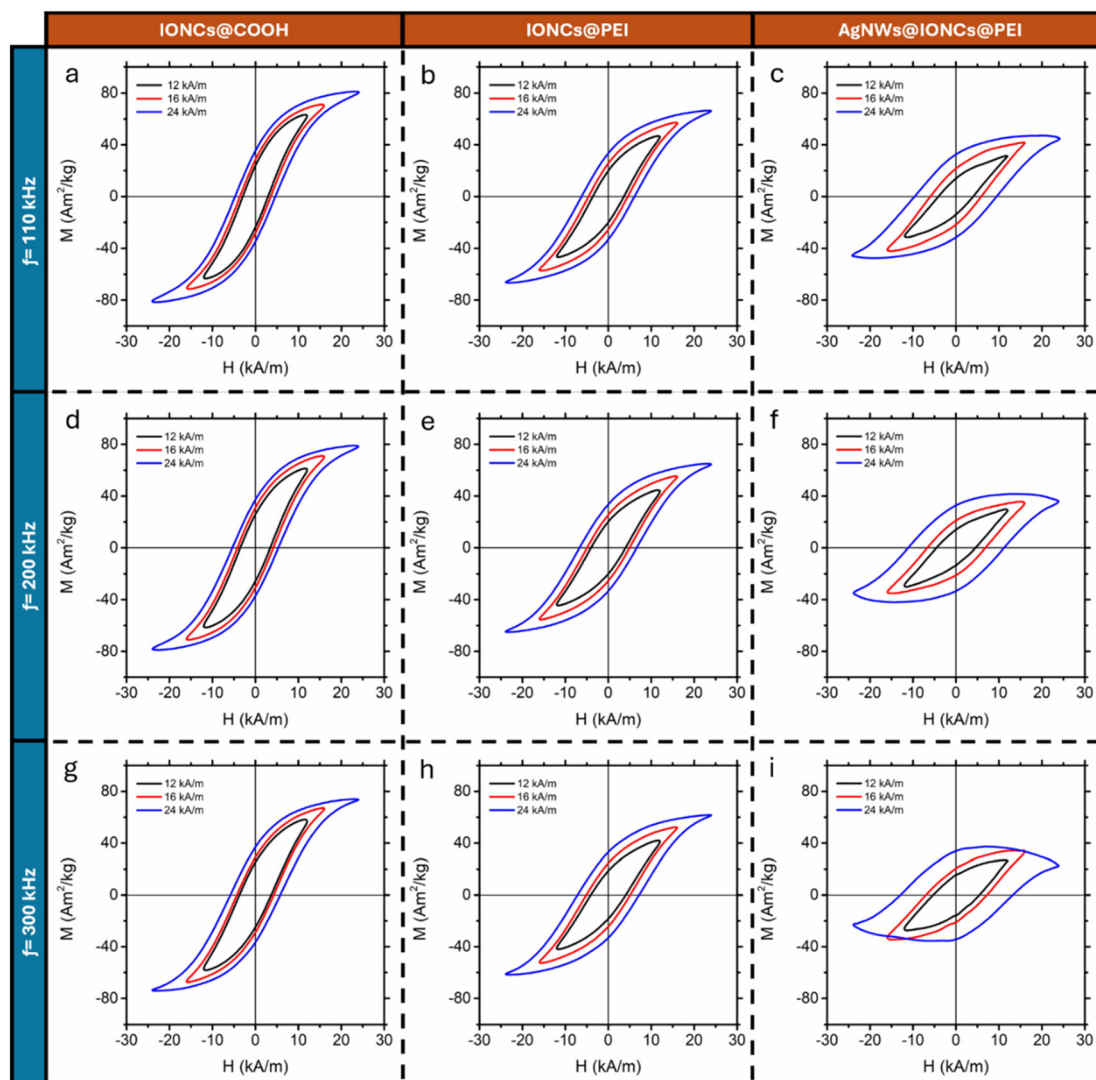 IONCs@COOH
IONCs@PEI
AgNWs@IONCs@PEI
ƒ= 110 kHz
a
12 kA/m
16 kA/m
24 kA/m
M (Am²/kg)
80
40
0
-40
-80
-30 -20 -10 0 10 20 30
H (kA/m)
b
12 kA/m
16 kA/m
24 kA/m
M (Am²/kg)
80
40
0
-40
-80
-30 -20 -10 0 10 20 30
H (kA/m)
c
12 kA/m
16 kA/m
24 kA/m
M (Am²/kg)
80
40
0
-40
-80
-30 -20 -10 0 10 20 30
H (kA/m)
ƒ= 200 kHz
d
12 kA/m
16 kA/m
24 kA/m
M (Am²/kg)
80
40
0
-40
-80
-30 -20 -10 0 10 20 30
H (kA/m)
e
12 kA/m
16 kA/m
24 kA/m
M (Am²/kg)
80
40
0
-40
-80
-30 -20 -10 0 10 20 30
H (kA/m)
f
12 kA/m
16 kA/m
24 kA/m
M (Am²/kg)
80
40
0
-40
-80
-30 -20 -10 0 10 20 30
H (kA/m)
ƒ= 300 kHz
g
12 kA/m
16 kA/m
24 kA/m
M (Am²/kg)
80
40
0
-40
-80
-30 -20 -10 0 10 20 30
H (kA/m)
h
12 kA/m
16 kA/m
24 kA/m
M (Am²/kg)
80
40
0
-40
-80
-30 -20 -10 0 10 20 30
H (kA/m)
i
12 kA/m
16 kA/m
24 kA/m
M (Am²/kg)
80
40
0
-40
-80
-30 -20 -10 0 10 20 30
H (kA/m)